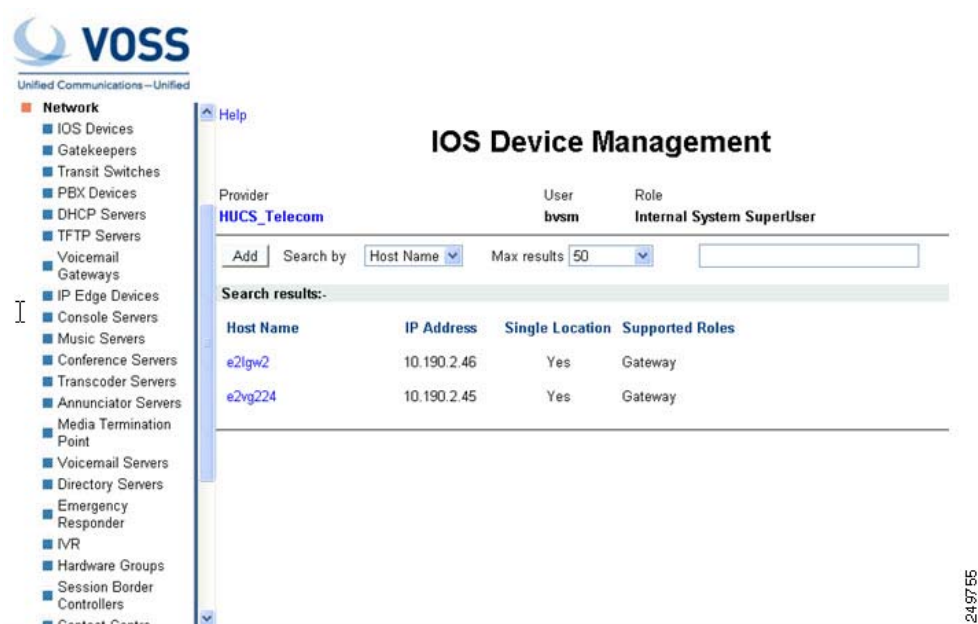 VOSS
Unified Communications—Unified
Network
IOS Devices
Gatekeepers
Transit Switches
PBX Devices
DHCP Servers
TFTP Servers
Voicemail
Gateways
IP Edge Devices
Console Servers
Music Servers
Conference Servers
Transcoder Servers
Annunciator Servers
Media Termination
Point
Voicemail Servers
Directory Servers
Emergency
Responder
IVR
Hardware Groups
Session Border
Controllers
Contact Centre
Help
IOS Device Management
Provider User Role
HUCS_Telecom bvsm Internal System SuperUser
Add Search by Host Name Max results 50
Search results:-
Host Name IP Address Single Location Supported Roles
e2lgw2 10.190.2.46 Yes Gateway
e2vg224 10.190.2.45 Yes Gateway
249755